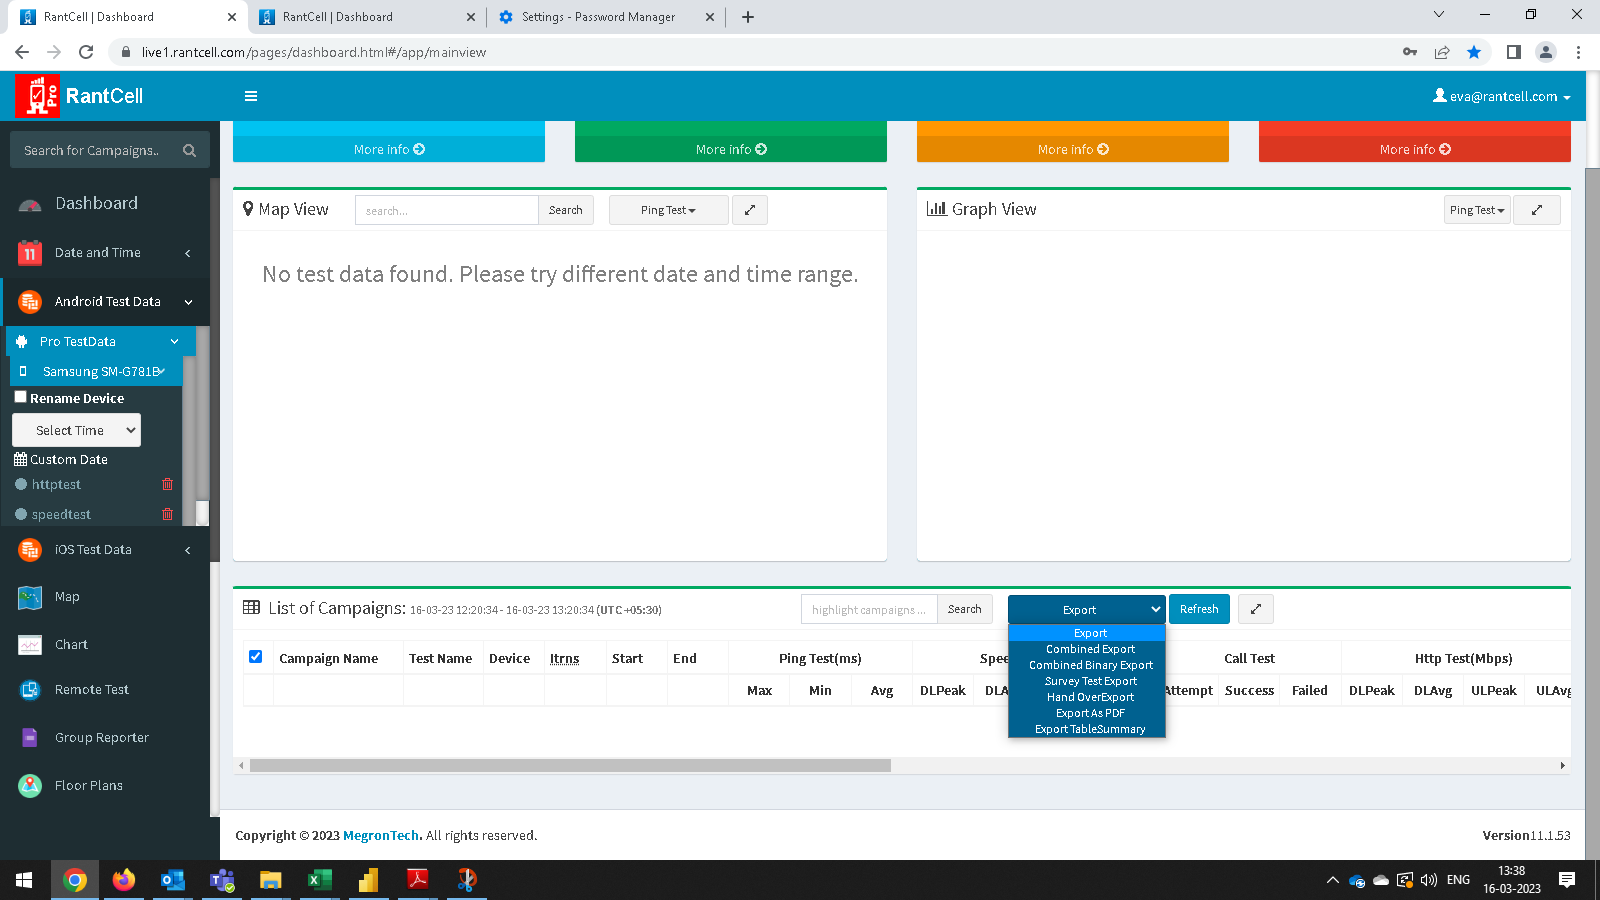 RantCell | Dashboard
RantCell | Dashboard
Settings - Password Manager
live1.rantcell.com/pages/dashboard.html#/app/mainview
Pro
RantCell
eva@rantcell.com
Search for Campaigns..
More info
More info
More info
More info
Dashboard
11
Date and Time
Android Test Data
Pro TestData
Samsung SM-G781B
Rename Device
Select Time
Custom Date
httptest
speedtest
iOS Test Data
Map
Chart
Remote Test
Group Reporter
Floor Plans
Map View
search...
Search
Ping Test
No test data found. Please try different date and time range.
Graph View
Ping Test
List of Campaigns: 16-03-23 12:20:34 - 16-03-23 13:20:34 (UTC +05:30)
highlight campaigns ...
Search
Export
Refresh
Export
Combined Export
Combined Binary Export
Survey Test Export
Hand OverExport
Export As PDF
Export TableSummary
Campaign Name Test Name Device Itrns Start End Ping Test(ms) Spee Call Test Http Test(Mbps)
Max Min Avg DLPeak DLA Attempt Success Failed DLPeak DLAvg ULPeak ULAvg
Copyright © 2023 MegronTech. All rights reserved.
Version11.1.53
ENG
13:38
16-03-2023